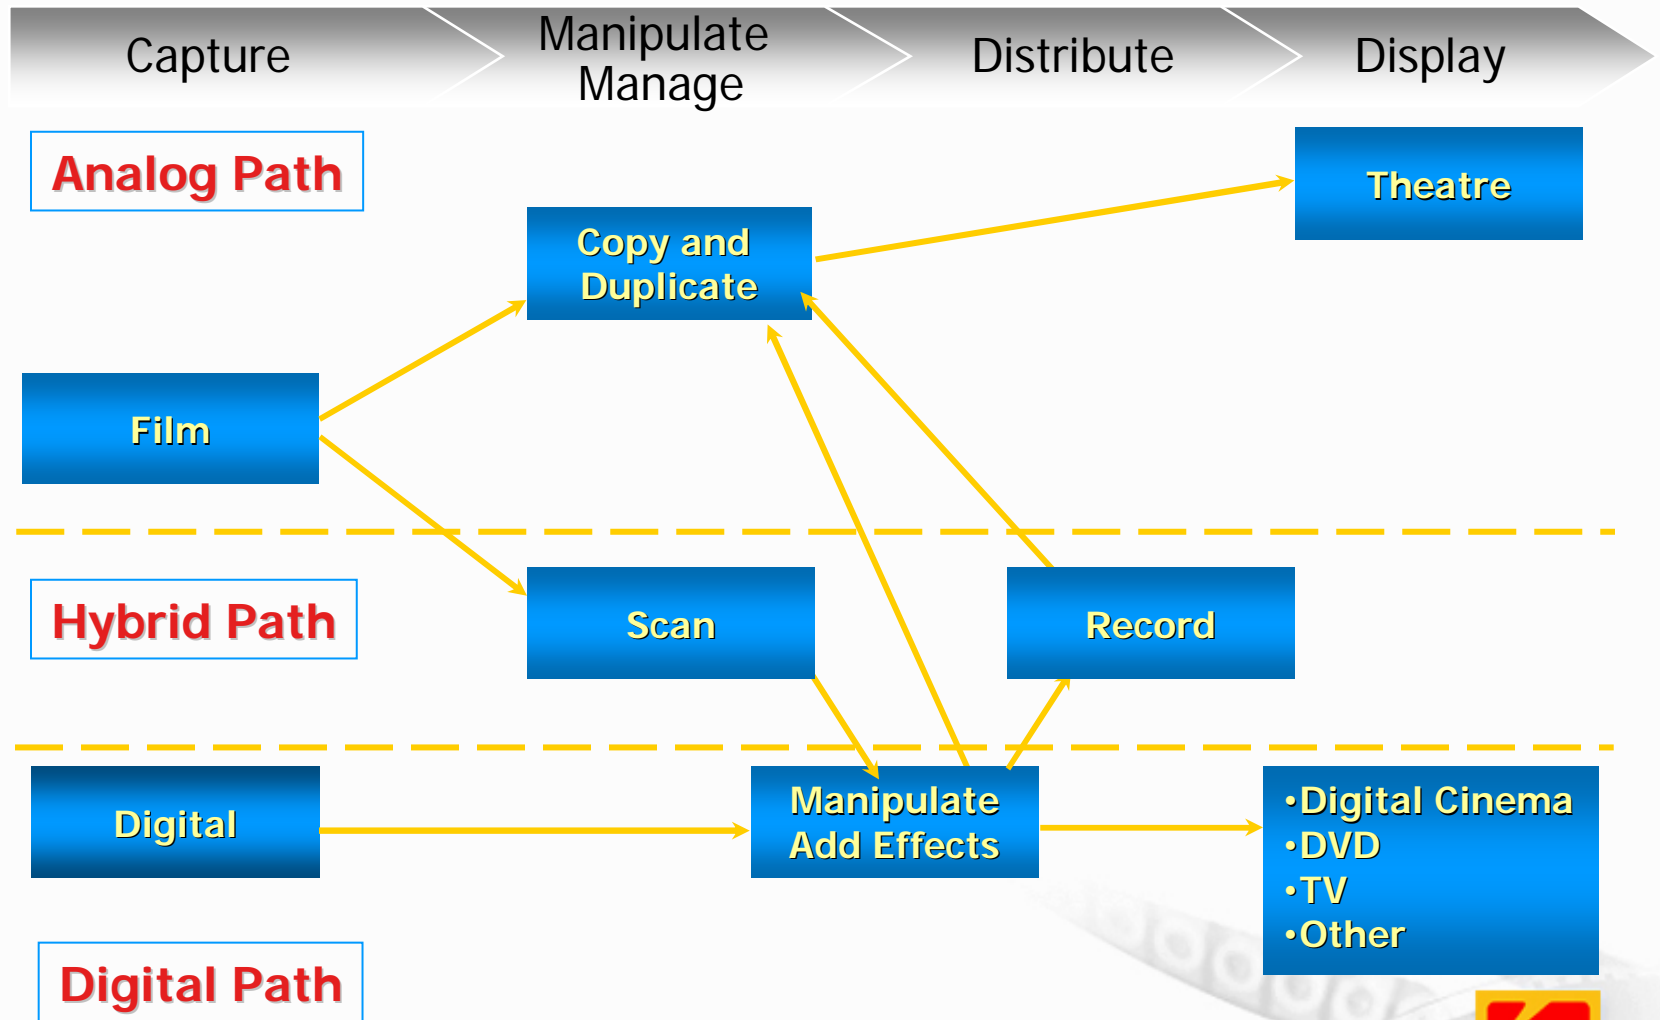 Capture
Manipulate
Manage
Distribute
Display
Analog Path
Theatre
Copy and
Duplicate
Film
Hybrid Path
Scan
Record
Digital
Manipulate
Add Effects
•Digital Cinema
•DVD
•TV
•Other
Digital Path